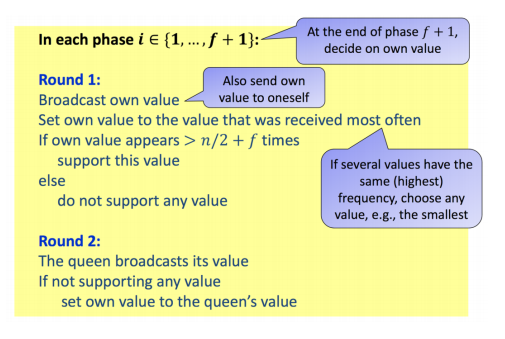 In each phase i ∈ {1, ..., f + 1}:
At the end of phase f + 1,
decide on own value
Round 1:
Also send own
value to oneself
Broadcast own value
Set own value to the value that was received most often
If own value appears > n/2 + f times
support this value
else
do not support any value
If several values have the
same (highest)
frequency, choose any
value, e.g., the smallest
Round 2:
The queen broadcasts its value
If not supporting any value
set own value to the queen's value